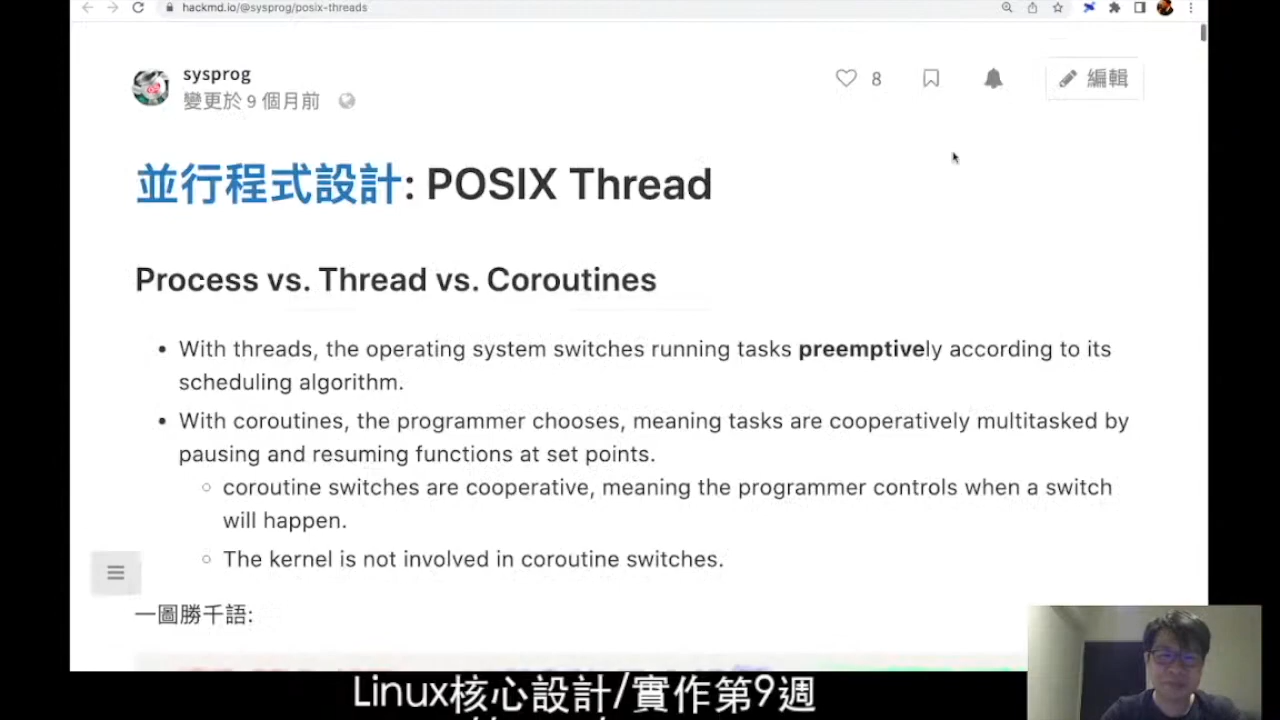 hackmd.io/@sysprog/posix-threads
sysprog
變更於 9 個月前
8
編輯
並行程式設計: POSIX Thread
Process vs. Thread vs. Coroutines
With threads, the operating system switches running tasks preemptively according to its
scheduling algorithm.
With coroutines, the programmer chooses, meaning tasks are cooperatively multitasked by
pausing and resuming functions at set points.
coroutine switches are cooperative, meaning the programmer controls when a switch
will happen.
The kernel is not involved in coroutine switches.
一圖勝千語:
Linux核心設計/實作第9週